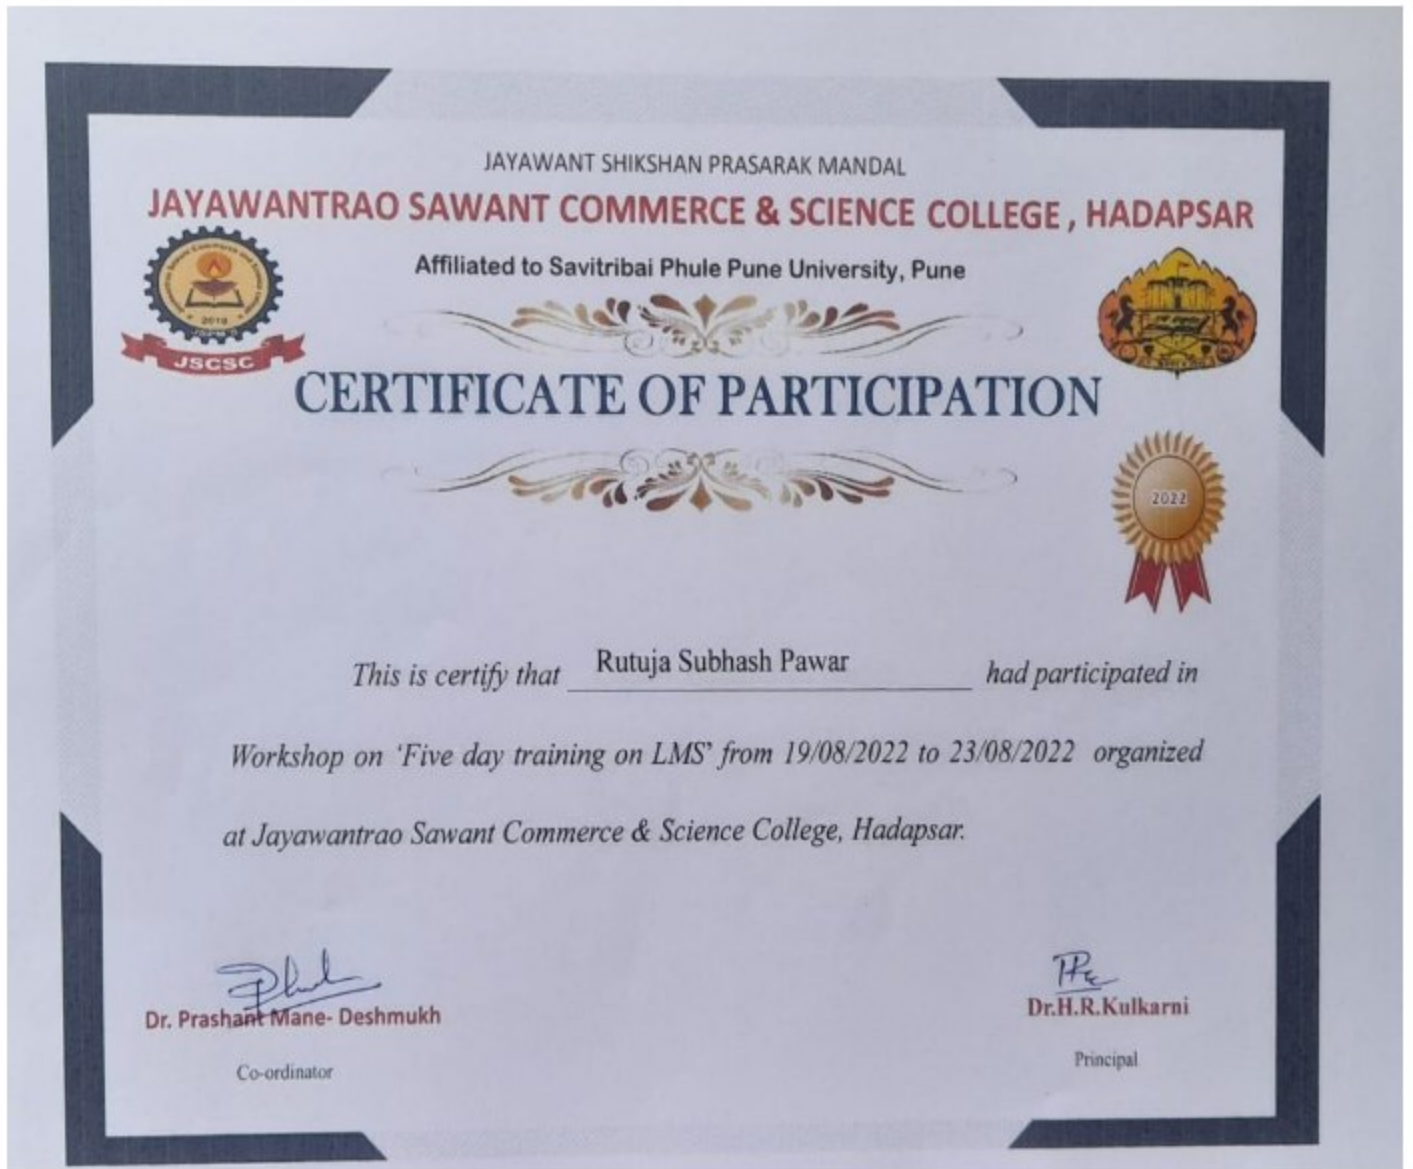 JAYAWANT SHIKSHAN PRASARAK MANDAL
JAYAWANTRAO SAWANT COMMERCE & SCIENCE COLLEGE , HADAPSAR
Affiliated to Savitribai Phule Pune University, Pune
2019
JSPM'S
JSCSC
CERTIFICATE OF PARTICIPATION
2022
This is certify that Rutuja Subhash Pawar had participated in
Workshop on ‘Five day training on LMS’ from 19/08/2022 to 23/08/2022 organized
at Jayawantrao Sawant Commerce & Science College, Hadapsar.
Dr. Prashant Mane- Deshmukh
Dr.H.R.Kulkarni
Co-ordinator
Principal